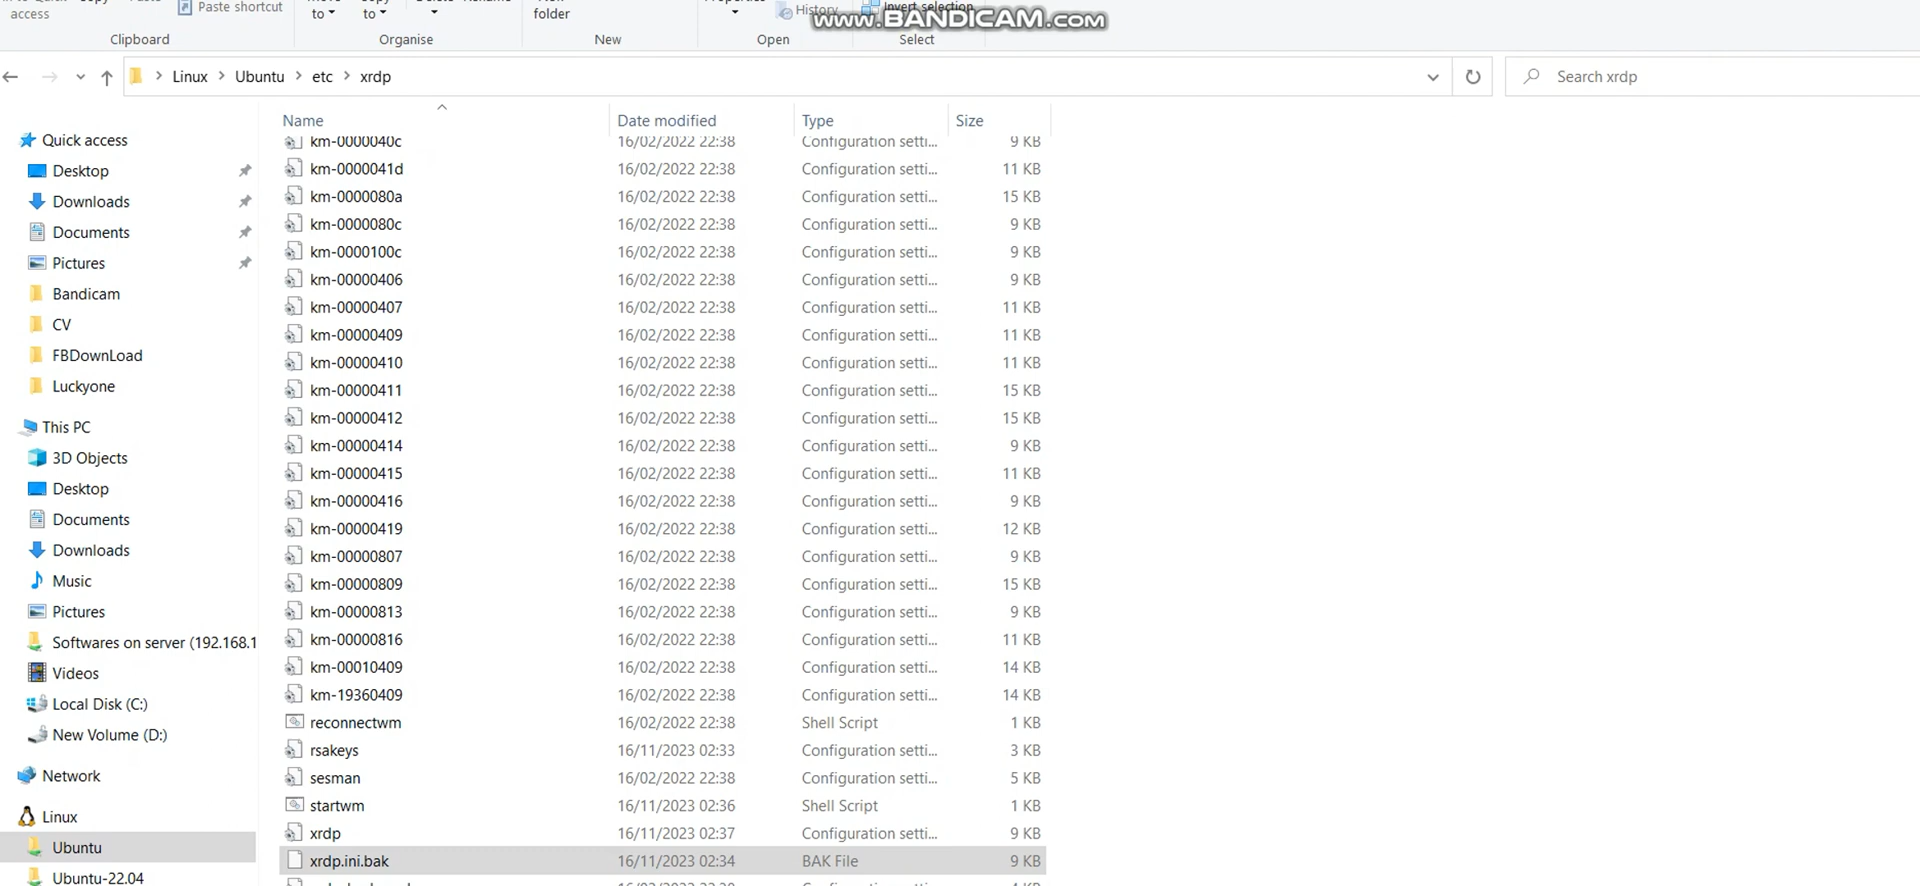 Copy
Paste shortcut
access
to
to
folder
History
Invert selection
www.BANDICAM.com
Clipboard
Organise
New
Open
Select
Linux
Ubuntu
etc
xrdp
Search xrdp
Name
Date modified
Type
Size
km-0000040c 16/02/2022 22:38 Configuration setti... 9 KB
km-0000041d 16/02/2022 22:38 Configuration setti... 11 KB
km-0000080a 16/02/2022 22:38 Configuration setti... 15 KB
km-0000080c 16/02/2022 22:38 Configuration setti... 9 KB
km-0000100c 16/02/2022 22:38 Configuration setti... 9 KB
km-00000406 16/02/2022 22:38 Configuration setti... 9 KB
km-00000407 16/02/2022 22:38 Configuration setti... 11 KB
km-00000409 16/02/2022 22:38 Configuration setti... 11 KB
km-00000410 16/02/2022 22:38 Configuration setti... 11 KB
km-00000411 16/02/2022 22:38 Configuration setti... 15 KB
km-00000412 16/02/2022 22:38 Configuration setti... 15 KB
km-00000414 16/02/2022 22:38 Configuration setti... 9 KB
km-00000415 16/02/2022 22:38 Configuration setti... 11 KB
km-00000416 16/02/2022 22:38 Configuration setti... 9 KB
km-00000419 16/02/2022 22:38 Configuration setti... 12 KB
km-00000807 16/02/2022 22:38 Configuration setti... 9 KB
km-00000809 16/02/2022 22:38 Configuration setti... 15 KB
km-00000813 16/02/2022 22:38 Configuration setti... 9 KB
km-00000816 16/02/2022 22:38 Configuration setti... 11 KB
km-00010409 16/02/2022 22:38 Configuration setti... 14 KB
km-19360409 16/02/2022 22:38 Configuration setti... 14 KB
reconnectwm 16/02/2022 22:38 Shell Script 1 KB
rsakeys 16/11/2023 02:33 Configuration setti... 3 KB
sesman 16/02/2022 22:38 Configuration setti... 5 KB
startwm 16/11/2023 02:36 Shell Script 1 KB
xrdp 16/11/2023 02:37 Configuration setti... 9 KB
xrdp.ini.bak 16/11/2023 02:34 BAK File 9 KB
Quick access
Desktop
Downloads
Documents
Pictures
Bandicam
CV
FBDownLoad
Luckyone
This PC
3D Objects
Desktop
Documents
Downloads
Music
Pictures
Softwares on server (192.168.1
Videos
Local Disk (C:)
New Volume (D:)
Network
Linux
Ubuntu
Ubuntu-22.04